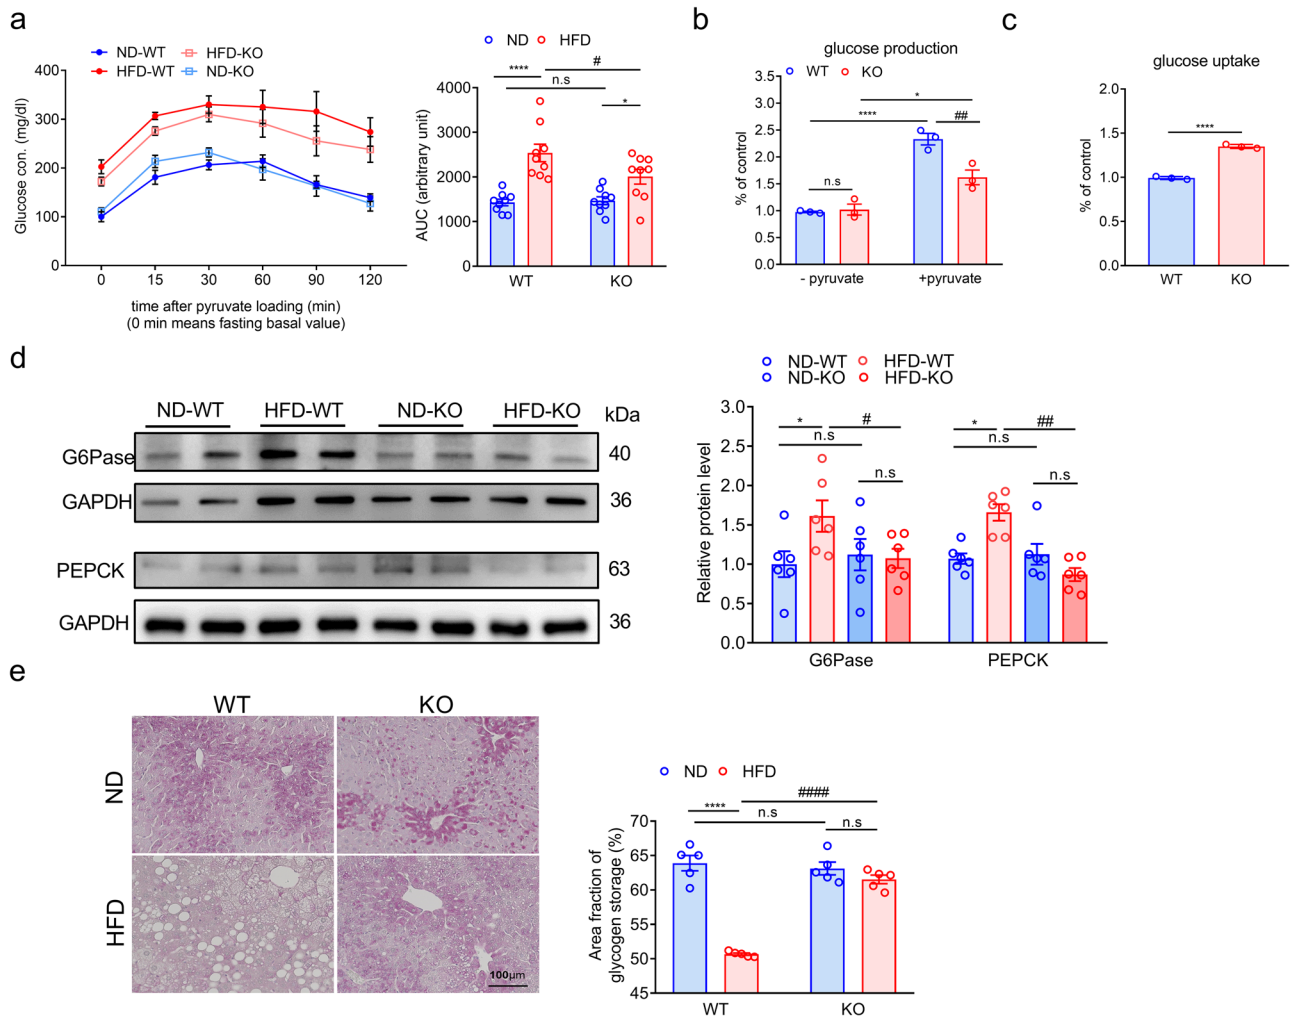 a
ND-WT
HFD-KO
HFD-WT
ND-KO
Glucose con. (mg/dl)
400
300
200
100
0
0
15
30
60
90
120
time after pyruvate loading (min)
(0 min means fasting basal value)
ND
HFD
AUC (arbitrary unit)
4000
3000
2000
1000
0
****
#
n.s
*
WT
KO
b
glucose production
WT
KO
% of control
3.5
3.0
2.5
2.0
1.5
1.0
0.5
0.0
*
****
##
n.s
- pyruvate
+pyruvate
c
glucose uptake
% of control
2.0
1.5
1.0
0.5
0.0
****
WT
KO
d
ND-WT
HFD-WT
ND-KO
HFD-KO
kDa
G6Pase
40
GAPDH
36
PEPCK
63
GAPDH
36
ND-WT
HFD-WT
ND-KO
HFD-KO
Relative protein level
3.0
2.5
2.0
1.5
1.0
0.5
0.0
*
#
n.s
n.s
*
##
n.s
n.s
G6Pase
PEPCK
e
WT
KO
ND
HFD
100μm
ND
HFD
Area fraction of
glycogen storage (%)
70
65
60
55
50
45
####
****
n.s
n.s
WT
KO